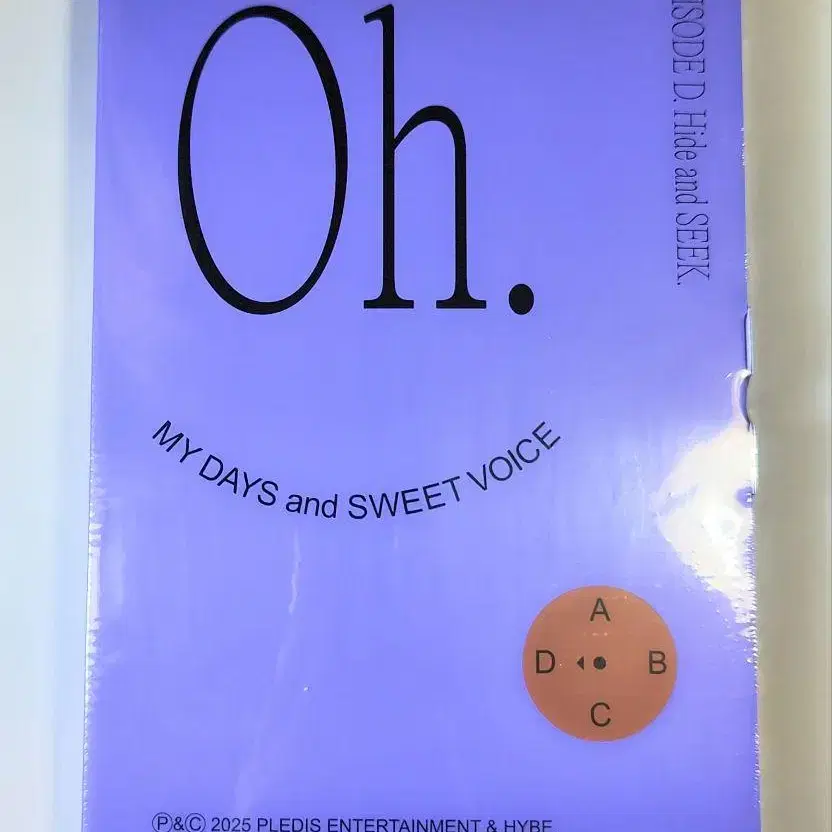 Oh.
ISODE D. Hide and SEEK.
MY DAYS and SWEET VOICE
A
D B
C
Ⓟ&Ⓒ 2025 PLEDIS ENTERTAINMENT & HYBE